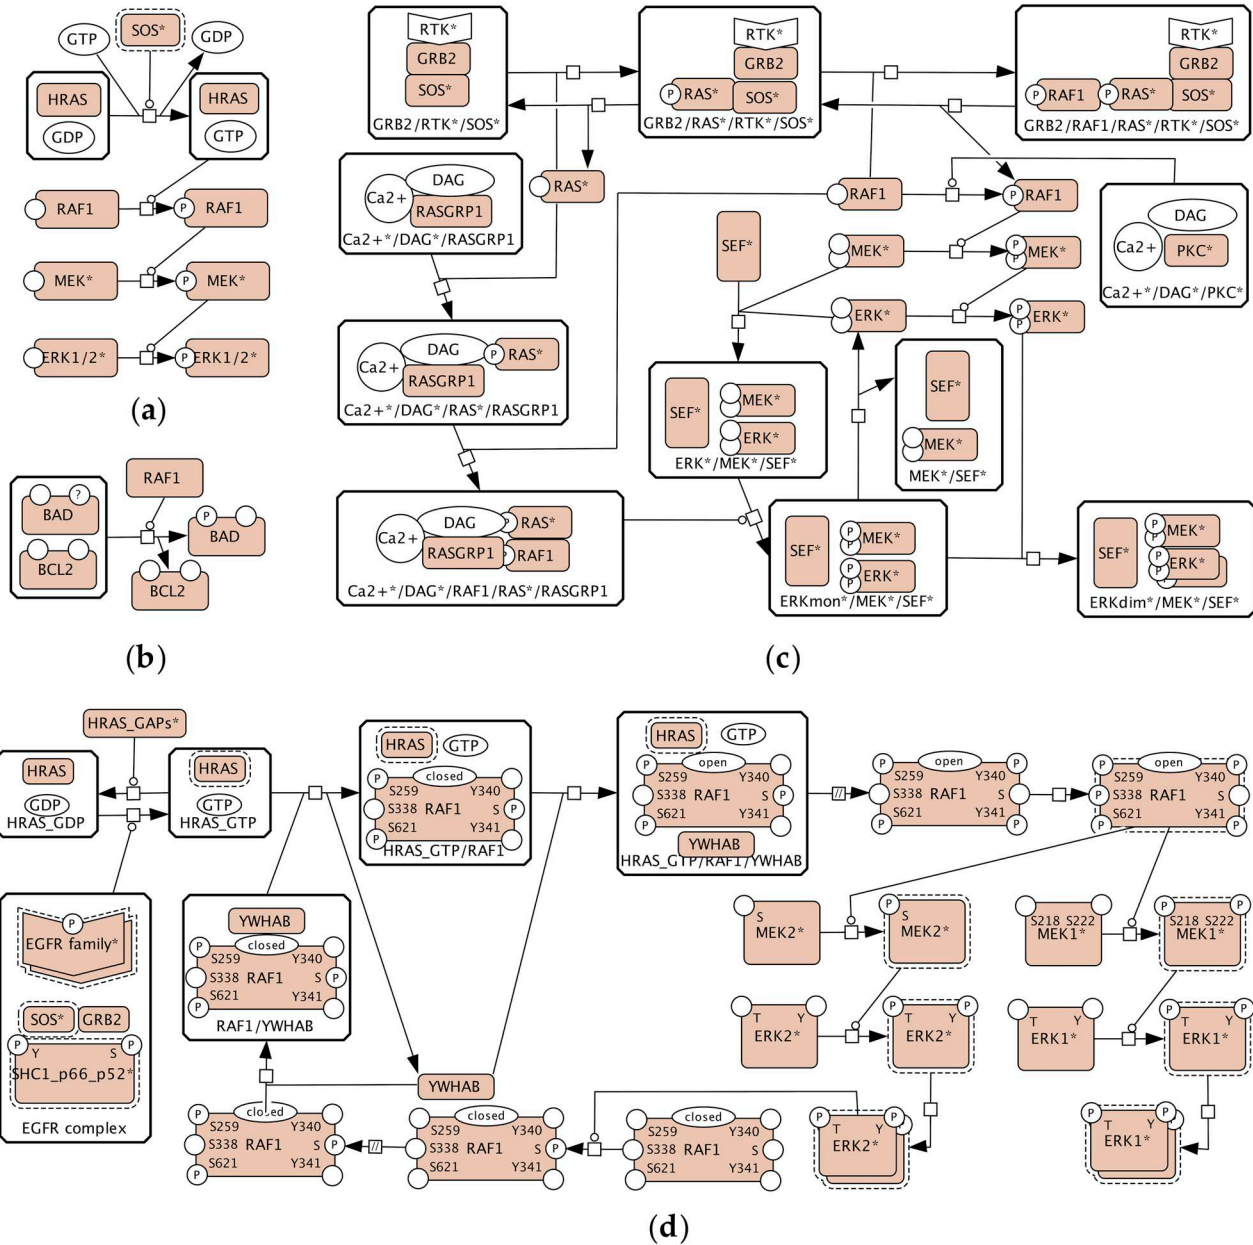 SOS*
GTP
GDP
HRAS
GDP
HRAS
GTP
RAF1
P
RAF1
MEK*
P
MEK*
ERK1/2*
P
ERK1/2*
(a)
RAF1
?
BAD
BCL2
P
BAD
BCL2
(b)
RTK*
GRB2
SOS*
GRB2/RTK*/SOS*
RTK*
GRB2
P
RAS*
SOS*
GRB2/RAS*/RTK*/SOS*
RTK*
GRB2
P
RAF1
P
RAS*
SOS*
GRB2/RAF1/RAS*/RTK*/SOS*
DAG
Ca2+
RASGRP1
Ca2+*/DAG*/RASGRP1
RAS*
RAF1
P
RAF1
DAG
Ca2+
PKC*
Ca2+*/DAG*/PKC*
SEF*
MEK*
P
P
MEK*
ERK*
P
P
ERK*
DAG
Ca2+
P
RAS*
RASGRP1
Ca2+*/DAG*/RAS*/RASGRP1
SEF*
MEK*
ERK*
ERK*/MEK*/SEF*
SEF*
MEK*
MEK*/SEF*
DAG
P
RAS*
Ca2+
RASGRP1
P
RAF1
Ca2+*/DAG*/RAF1/RAS*/RASGRP1
SEF*
P
P
MEK*
P
P
ERK*
ERKmon*/MEK*/SEF*
SEF*
P
P
MEK*
P
P
ERK*
P
ERKdim*/MEK*/SEF*
(c)
HRAS_GAPs*
HRAS
GDP
HRAS_GDP
HRAS
GTP
HRAS_GTP
HRAS
GTP
closed
P
S259
Y340
S338
RAF1
S
P
P
S621
Y341
HRAS_GTP/RAF1
HRAS
GTP
open
S259
Y340
S338
RAF1
S
P
P
S621
Y341
YWHAB
HRAS_GTP/RAF1/YWHAB
open
S259
Y340
P
S338
RAF1
S
P
S621
Y341
P
open
P
S259
Y340
P
P
S338
RAF1
S
P
S621
Y341
P
P
EGFR family*
SOS*
GRB2
P
Y
S
P
SHC1_p66_p52*
EGFR complex
YWHAB
closed
P
S259
Y340
S338
RAF1
S
P
P
S621
Y341
RAF1/YWHAB
S
MEK2*
P
S
MEK2*
S218 S222
MEK1*
P
P
S218 S222
MEK1*
T
Y
ERK2*
P
P
T
Y
ERK2*
T
Y
ERK1*
P
P
T
Y
ERK1*
YWHAB
closed
P
S259
Y340
S338
RAF1
S
P
P
S621
Y341
closed
S259
Y340
S338
RAF1
S
P
S621
Y341
closed
S259
Y340
S338
RAF1
S
S621
Y341
P
P
T
Y
ERK2*
P
P
T
Y
ERK1*
(d)